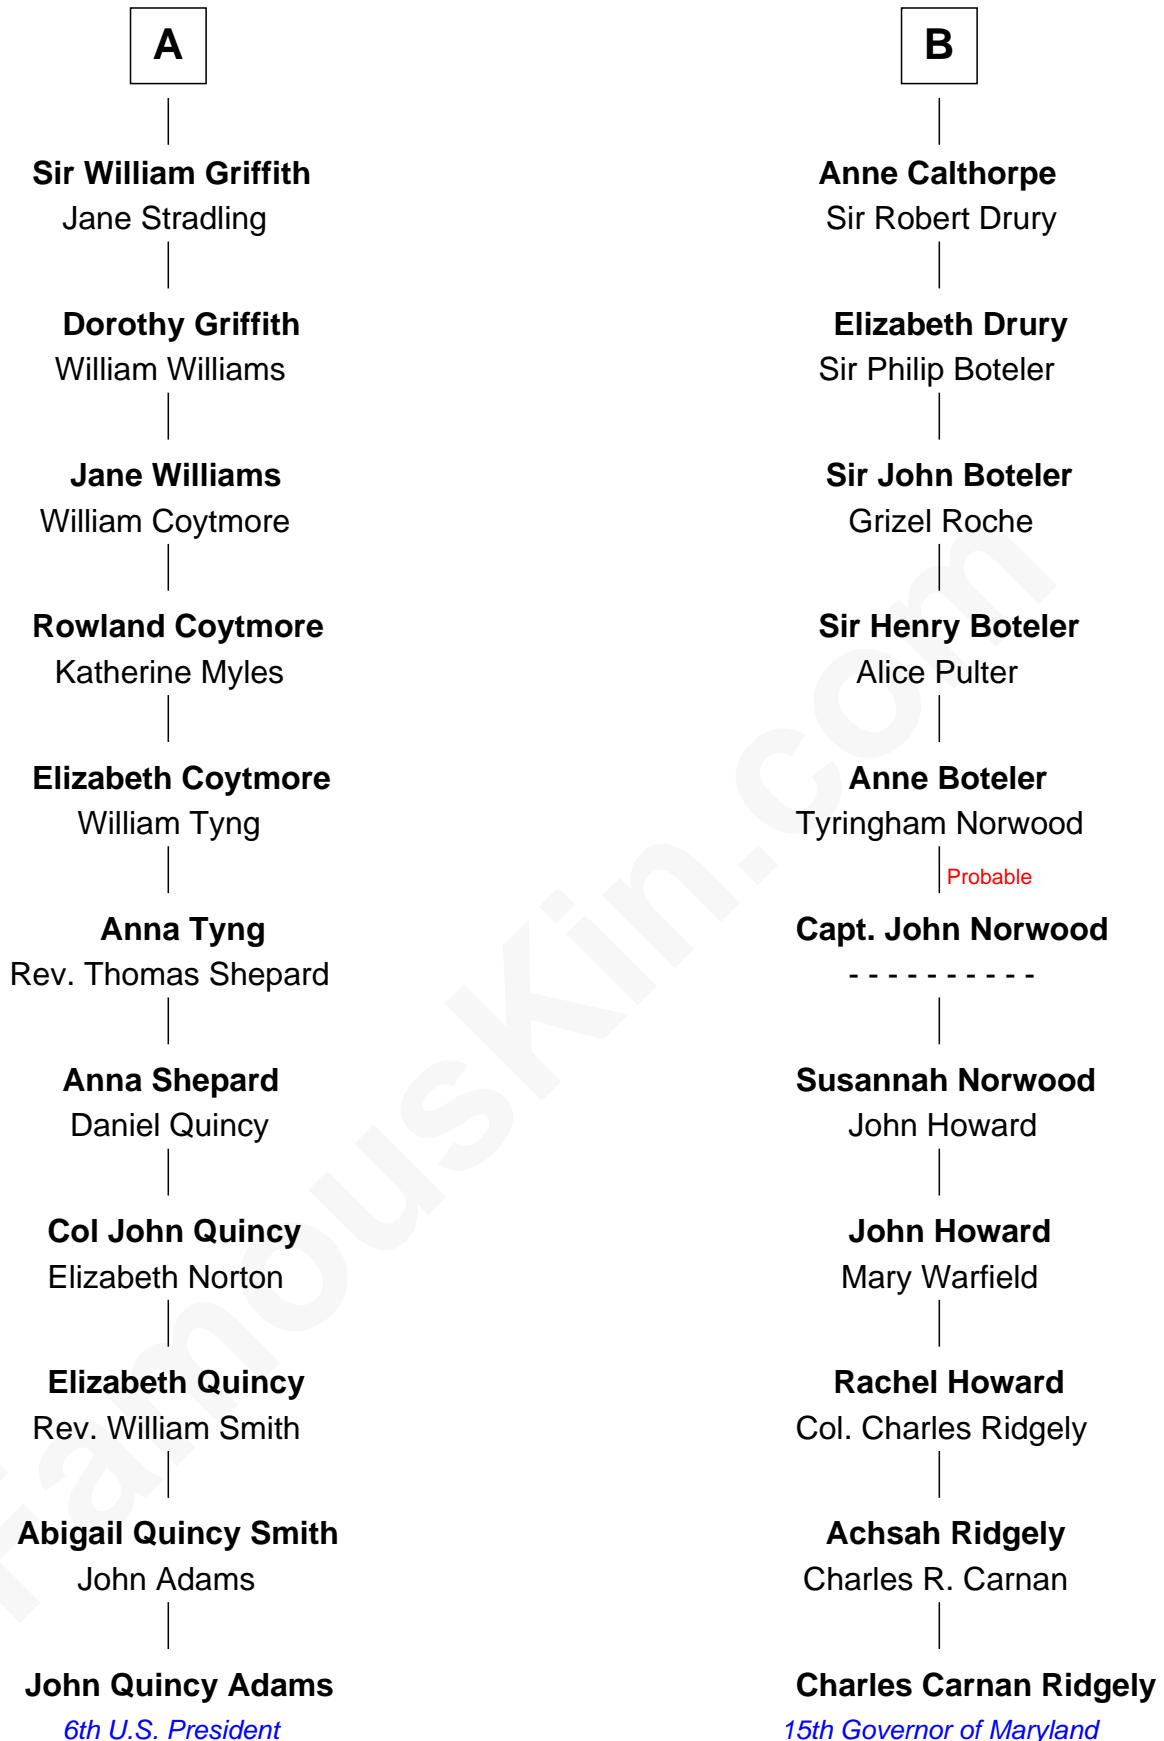 A
Sir William Griffith
Jane Stradling
Dorothy Griffith
William Williams
Jane Williams
William Coytmore
Rowland Coytmore
Katherine Myles
Elizabeth Coytmore
William Tyng
Anna Tyng
Rev. Thomas Shepard
Anna Shepard
Daniel Quincy
Col John Quincy
Elizabeth Norton
Elizabeth Quincy
Rev. William Smith
Abigail Quincy Smith
John Adams
John Quincy Adams
6th U.S. President
B
Anne Calthorpe
Sir Robert Drury
Elizabeth Drury
Sir Philip Boteler
Sir John Boteler
Grizel Roche
Sir Henry Boteler
Alice Pulter
Anne Boteler
Tyringham Norwood
Probable
Capt. John Norwood
- - - - - - - - - -
Susannah Norwood
John Howard
John Howard
Mary Warfield
Rachel Howard
Col. Charles Ridgely
Achsah Ridgely
Charles R. Carnan
Charles Carnan Ridgely
15th Governor of Maryland
FamousKin.com